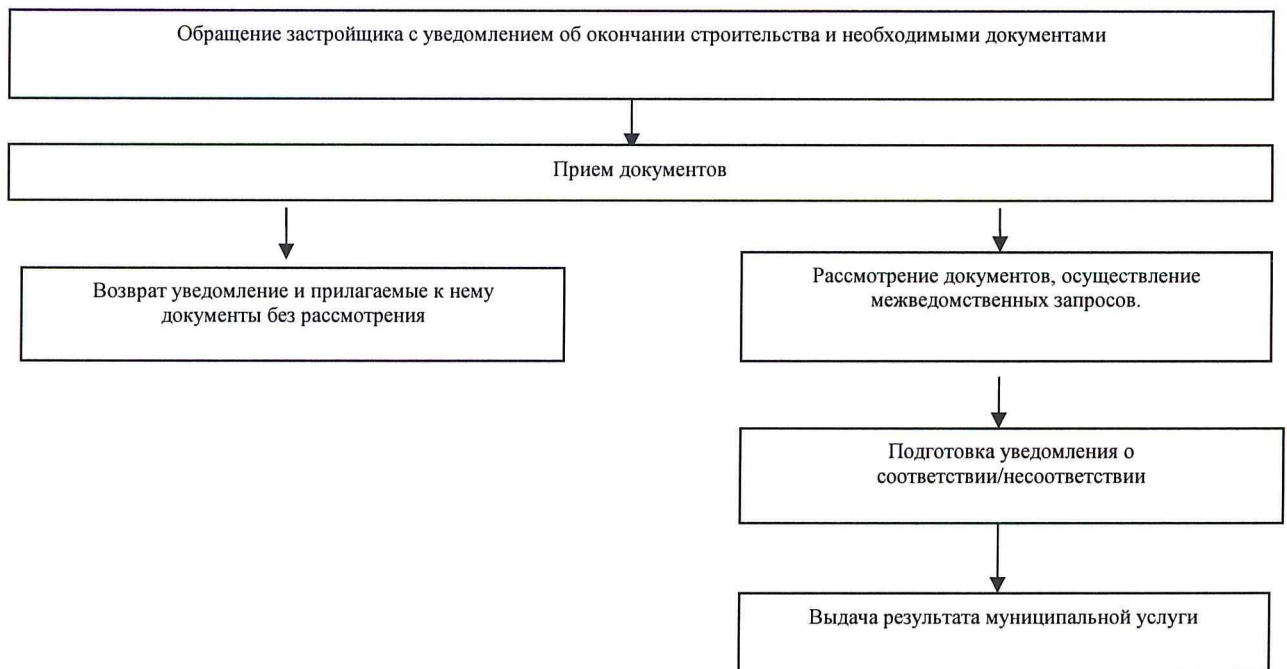 Обращение застройщика с уведомлением об окончании строительства и необходимыми документами
Прием документов
Возврат уведомление и прилагаемые к нему
документы без рассмотрения
Рассмотрение документов, осуществление
межведомственных запросов.
Подготовка уведомления о
соответствии/несоответствии
Выдача результата муниципальной услуги